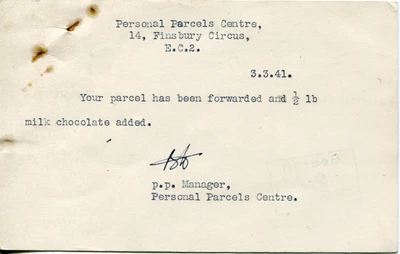 Personal Parcels Centre,
14, Finsbury Circus,
E.C.2.
3.3.41.
Your parcel has been forwarded and ½ lb
milk chocolate added.
p.p. Manager,
Personal Parcels Centre.